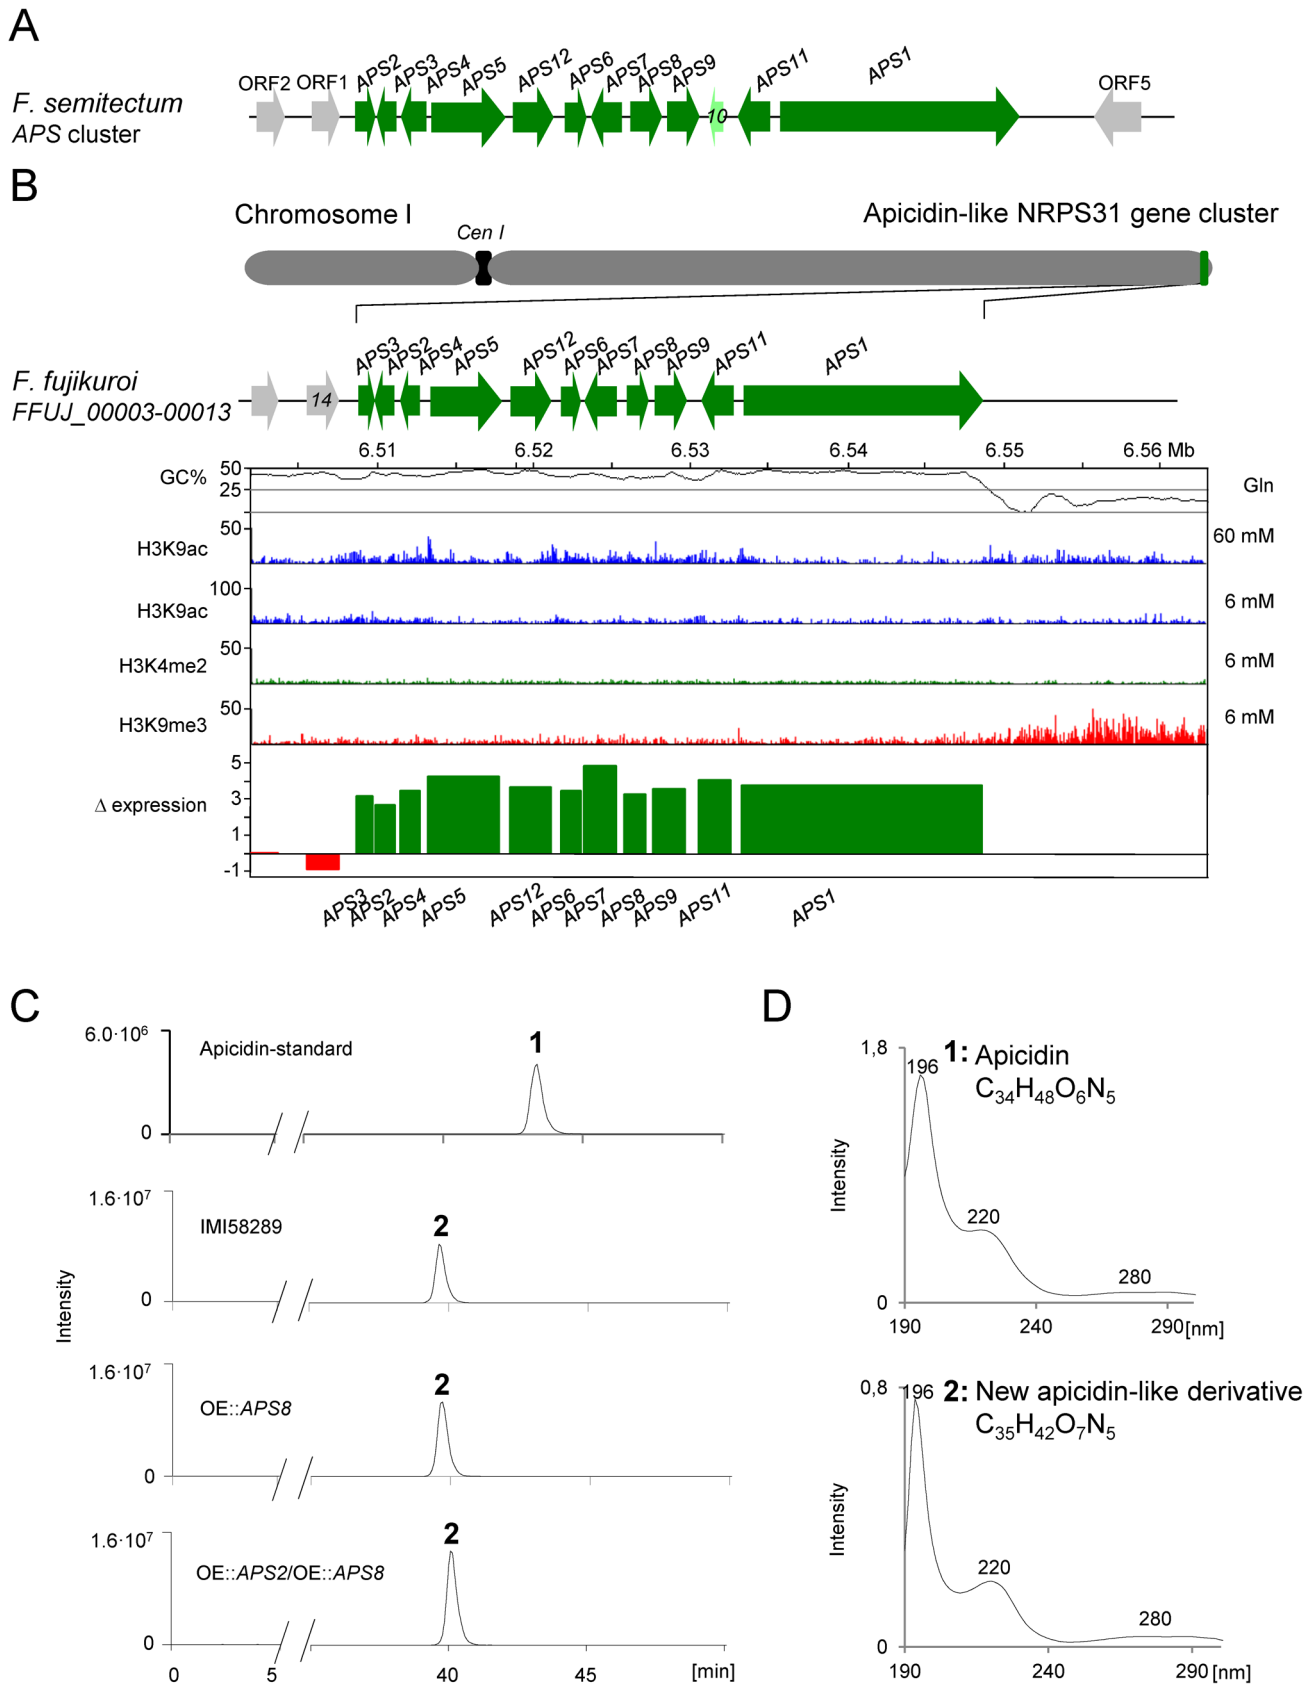 A
APS2 APS3 APS4 APS5 APS12 APS6 APS7 APS8 APS9 APS11 APS1
ORF2 ORF1 ORF5
F. semitectum
APS cluster
10
B
Chromosome I Apicidin-like NRPS31 gene cluster
Cen I
APS3 APS2 APS4 APS5 APS12 APS6 APS7 APS8 APS9 APS11 APS1
F. fujikuroi
FFUJ_00003-00013
14
6.51 6.52 6.53 6.54 6.55 6.56 Mb
GC% 50
25
Gln
50
H3K9ac 60 mM
100
H3K9ac 6 mM
50
H3K4me2 6 mM
50
H3K9me3 6 mM
5
3
Δ expression
1
-1
APS3 APS2 APS4 APS5 APS12 APS6 APS7 APS8 APS9 APS11 APS1
C
6.0·10⁶
Apicidin-standard
1
0
1.6·10⁷
IMI58289
2
0
Intensity
1.6·10⁷
OE::APS8
2
0
1.6·10⁷
OE::APS2/OE::APS8
2
0
0 5 40 45 [min]
D
1,8
1: Apicidin
C₃₄H₄₈O₆N₅
196
220
280
Intensity
0
190 240 290 [nm]
0,8
2: New apicidin-like derivative
C₃₅H₄₂O₇N₅
196
220
280
Intensity
0
190 240 290 [nm]